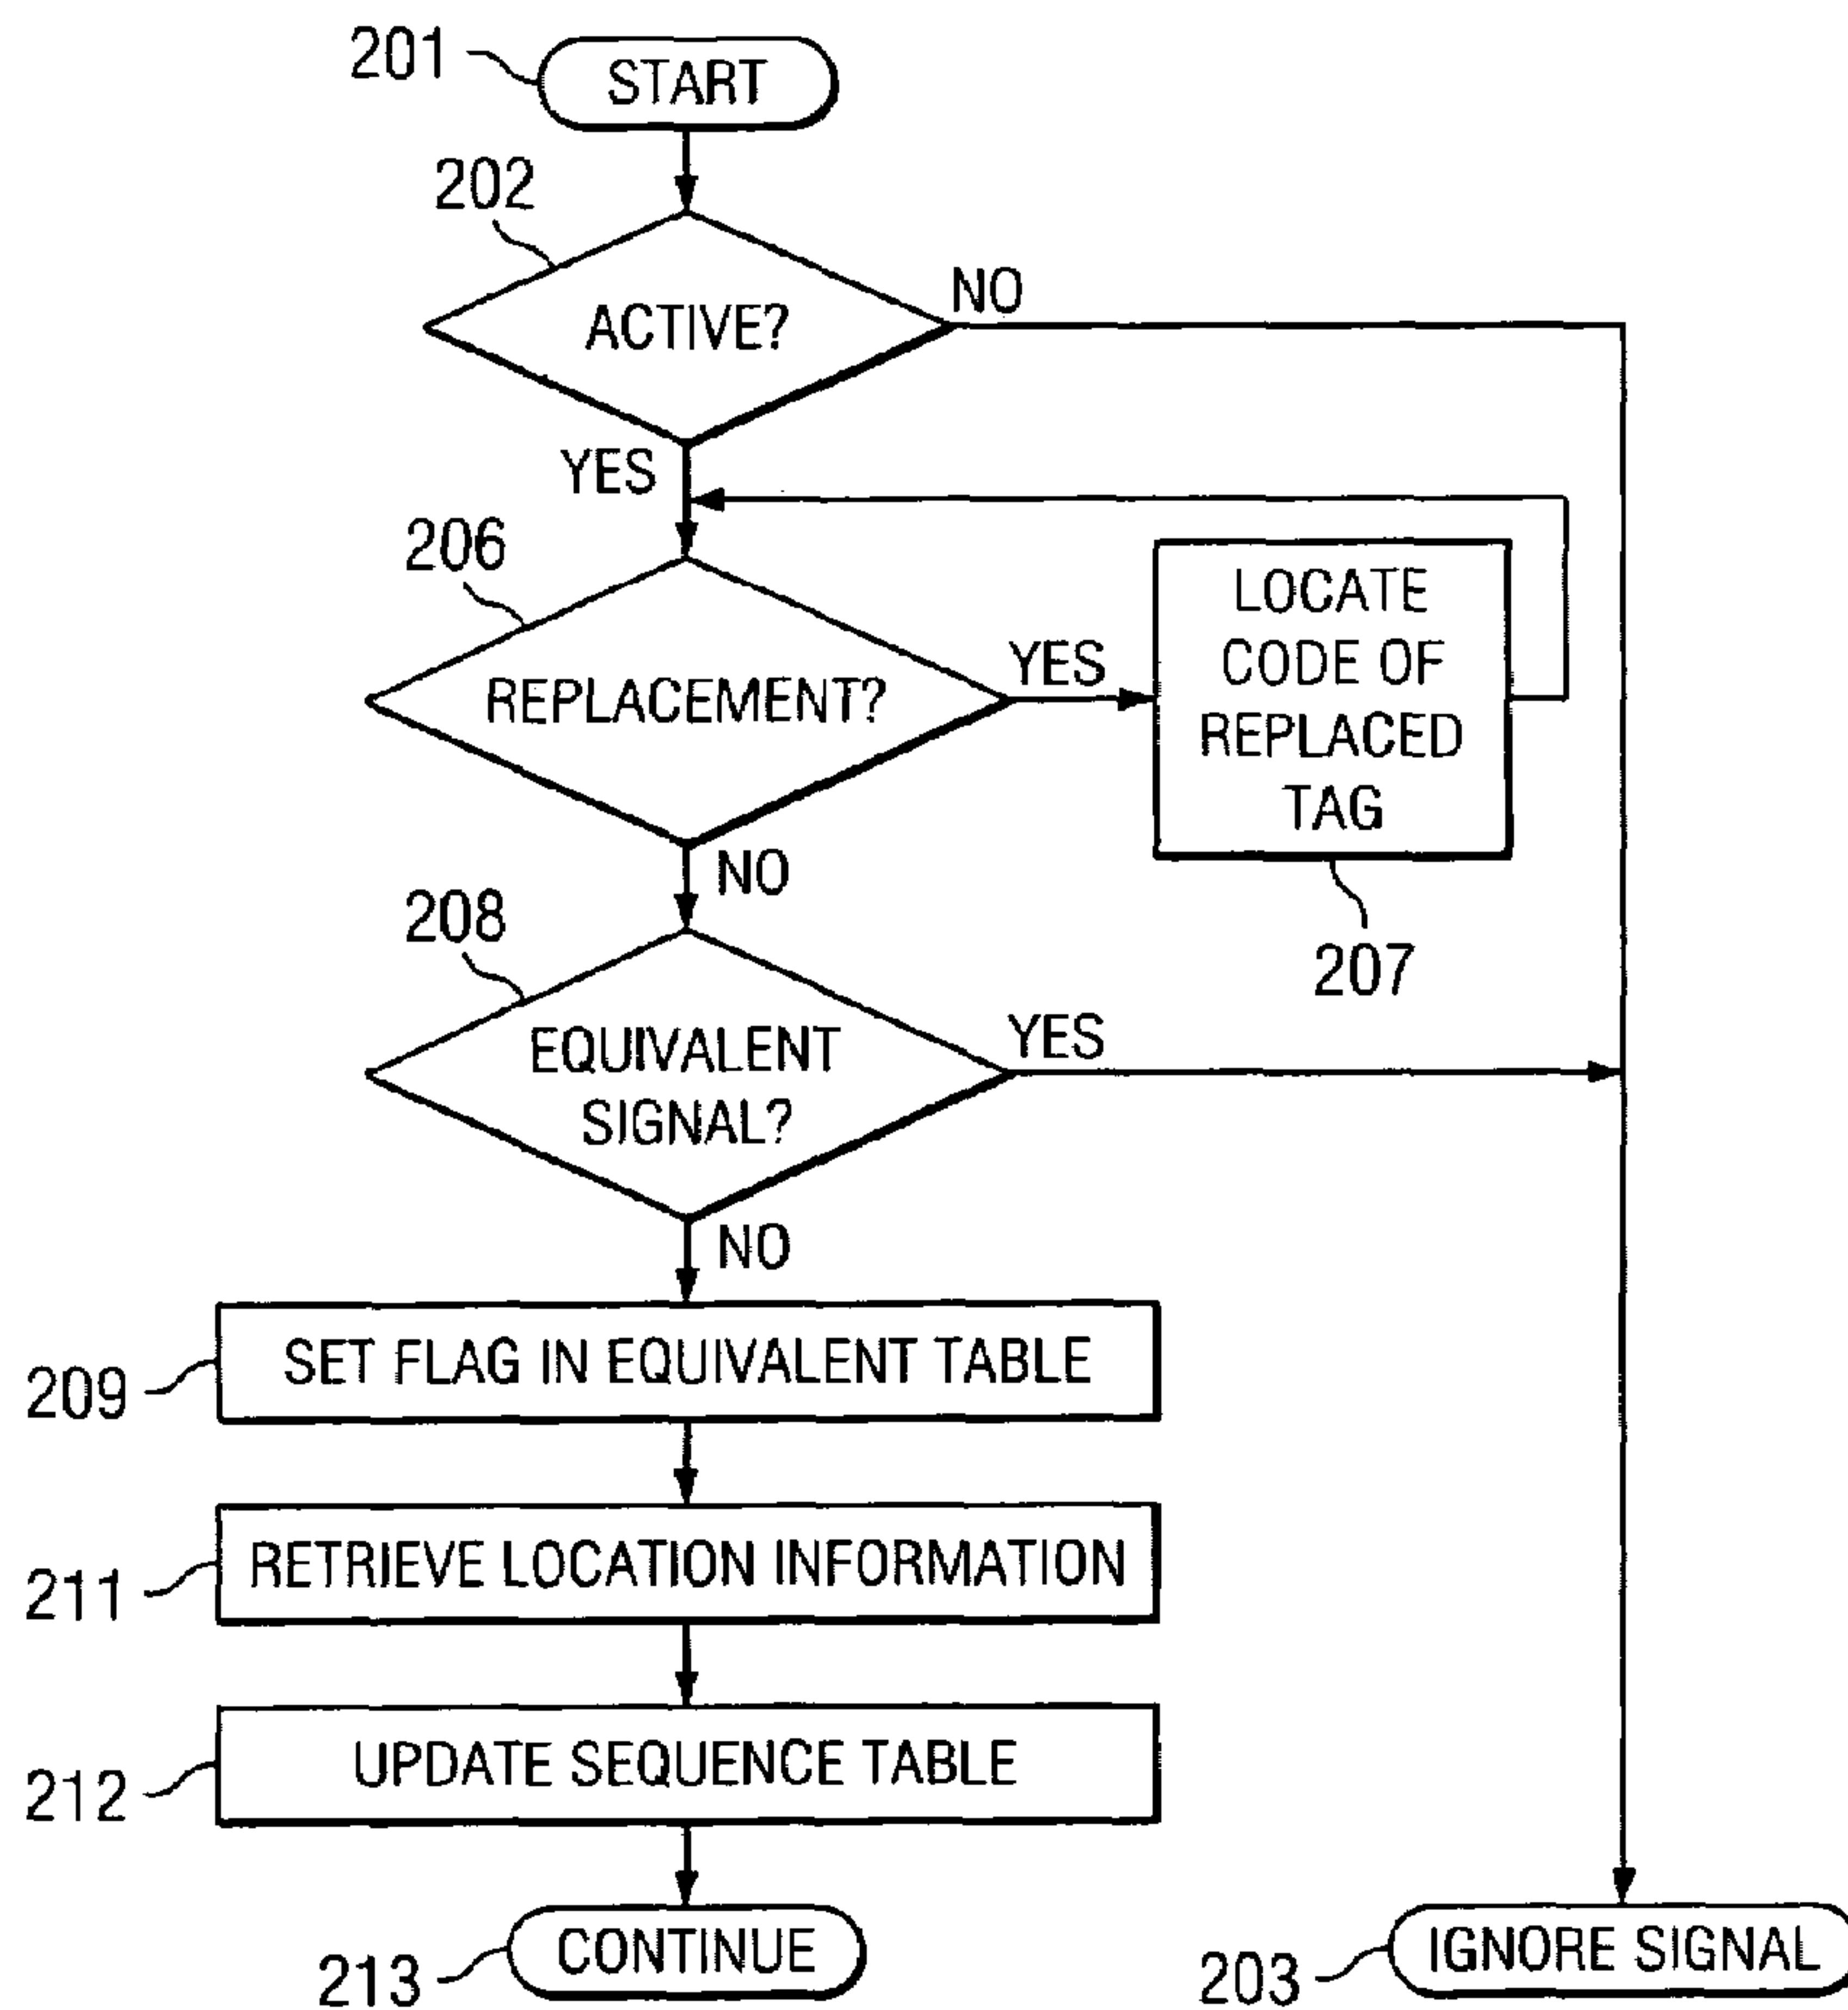 201
START
202
ACTIVE?
NO
YES
206
REPLACEMENT?
YES
LOCATE
CODE OF
REPLACED
TAG
207
NO
208
EQUIVALENT
SIGNAL?
YES
NO
SET FLAG IN EQUIVALENT TABLE
209
RETRIEVE LOCATION INFORMATION
211
UPDATE SEQUENCE TABLE
212
CONTINUE
213
IGNORE SIGNAL
203